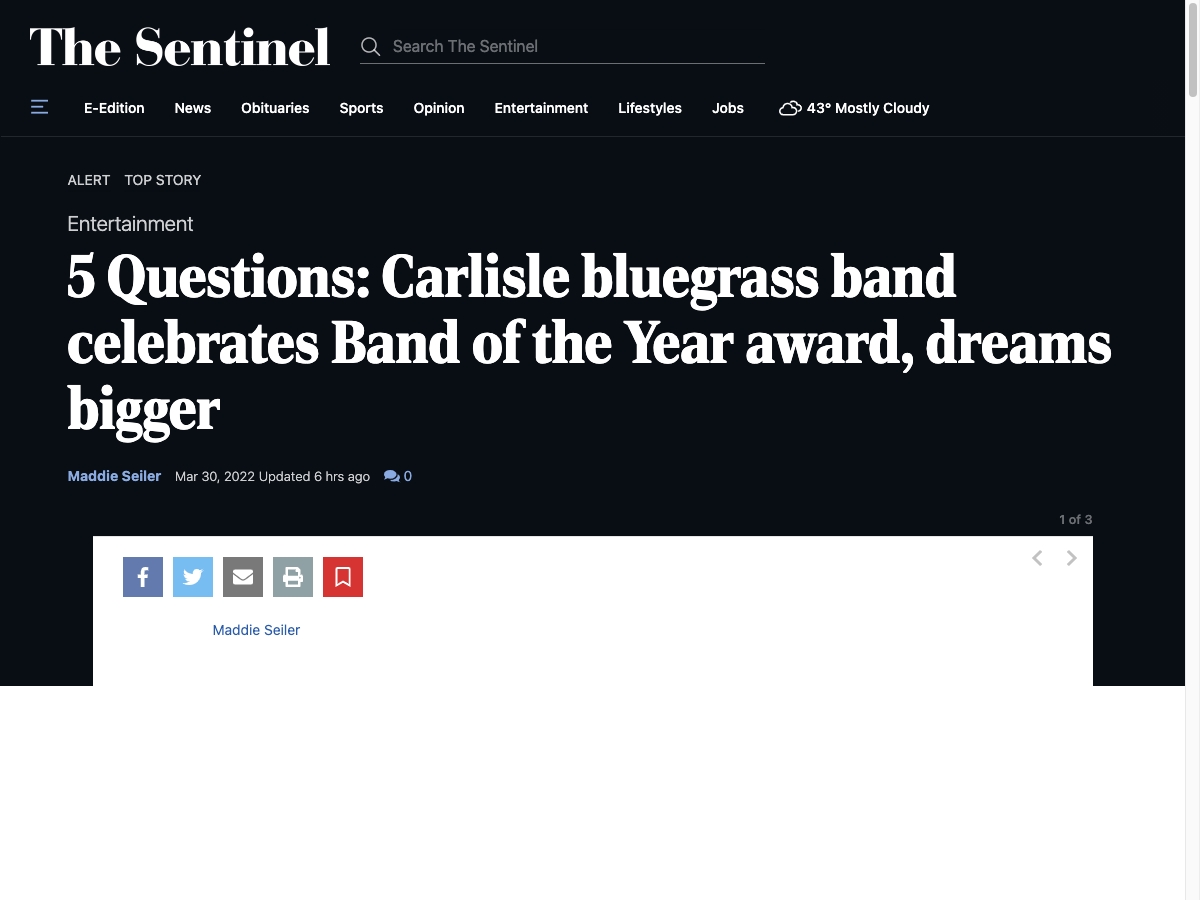 The Sentinel
Search The Sentinel
E-Edition News Obituaries Sports Opinion Entertainment Lifestyles Jobs 43° Mostly Cloudy
ALERT TOP STORY
Entertainment
5 Questions: Carlisle bluegrass band
celebrates Band of the Year award, dreams
bigger
Maddie Seiler Mar 30, 2022 Updated 6 hrs ago 0
1 of 3
Maddie Seiler